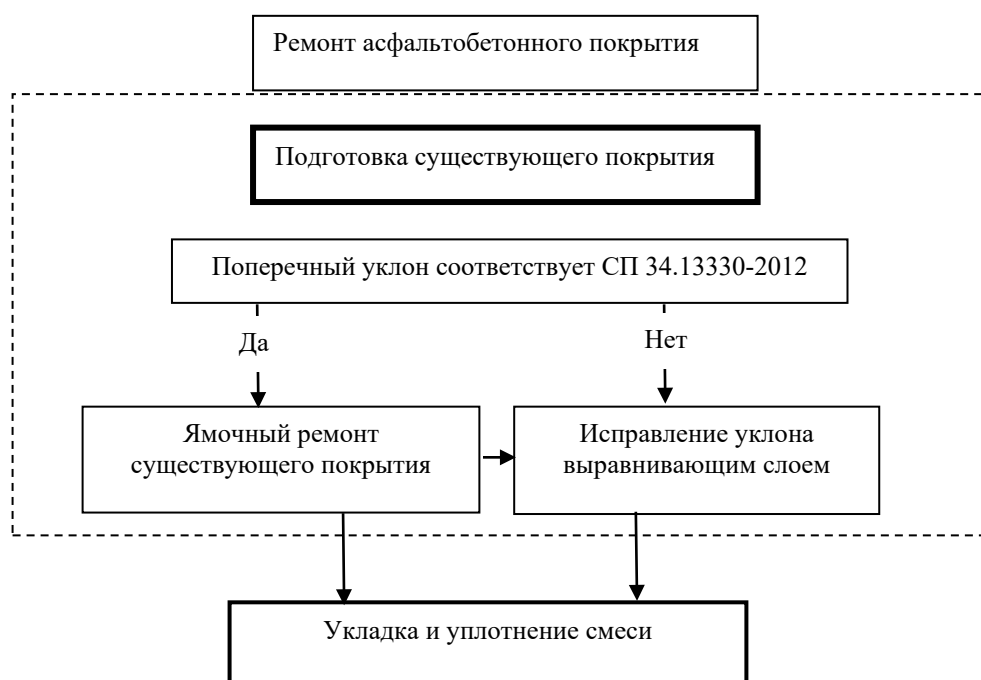 Ремонт асфальтобетонного покрытия
Подготовка существующего покрытия
Поперечный уклон соответствует СП 34.13330-2012
Да
Нет
Ямочный ремонт
существующего покрытия
Исправление уклона
выравнивающим слоем
Укладка и уплотнение смеси